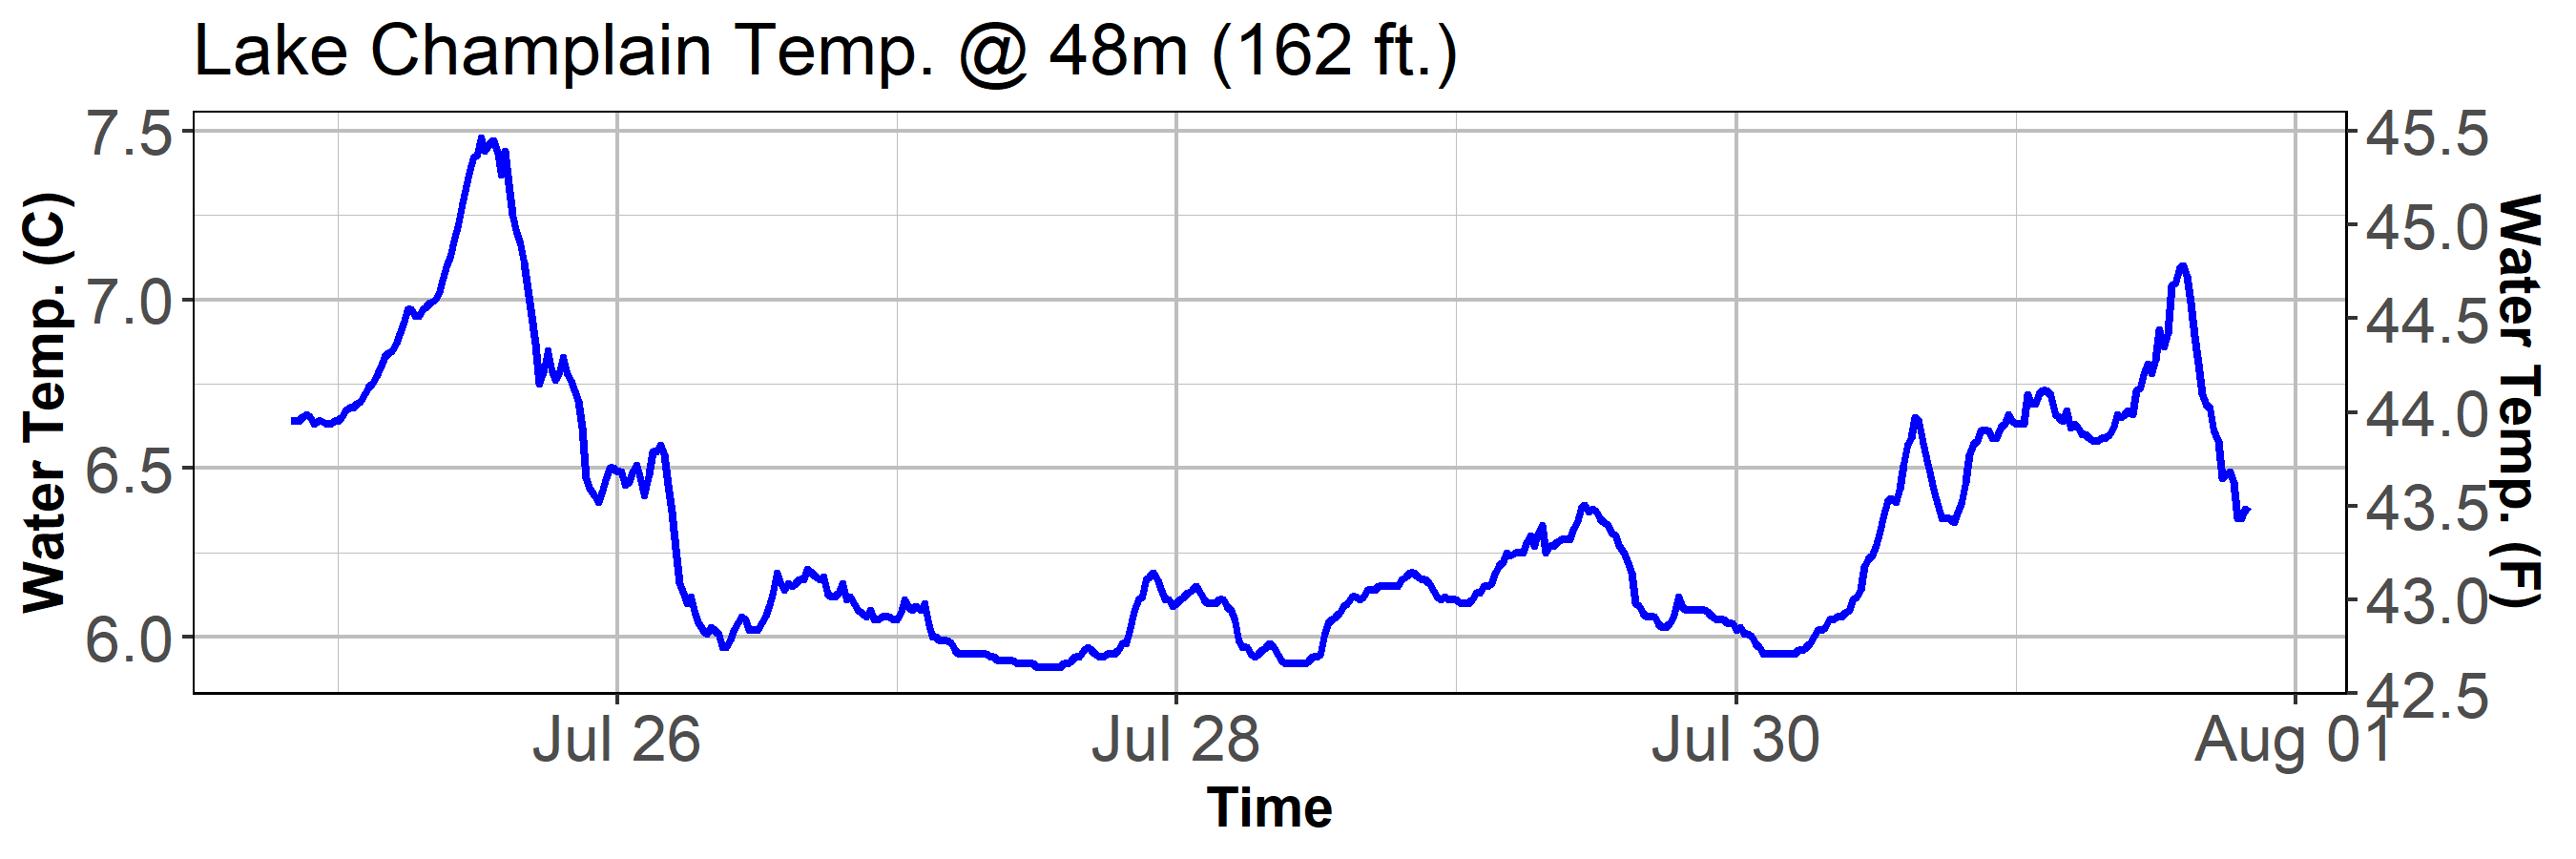 Lake Champlain Temp. @ 48m (162 ft.)
7.5
7.0
6.5
6.0
Water Temp. (C)
45.5
45.0
44.5
44.0
43.5
43.0
42.5
Water Temp. (F)
Jul 26 Jul 28 Jul 30 Aug 01
Time